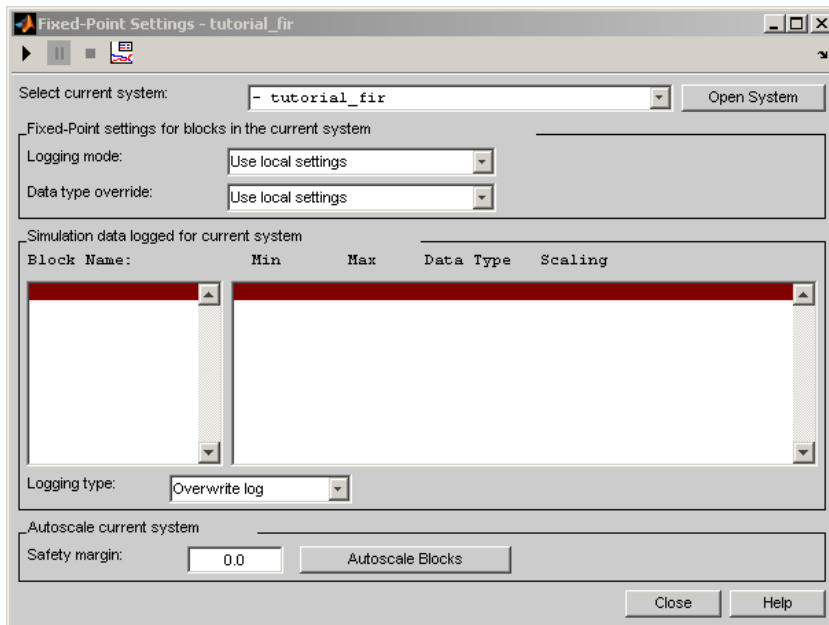 Fixed-Point Settings - tutorial_fir
Select current system: - tutorial_fir Open System
Fixed-Point settings for blocks in the current system
Logging mode: Use local settings
Data type override: Use local settings
Simulation data logged for current system
Block Name: Min Max Data Type Scaling
Logging type: Overwrite log
Autoscale current system
Safety margin: 0.0 Autoscale Blocks
Close Help